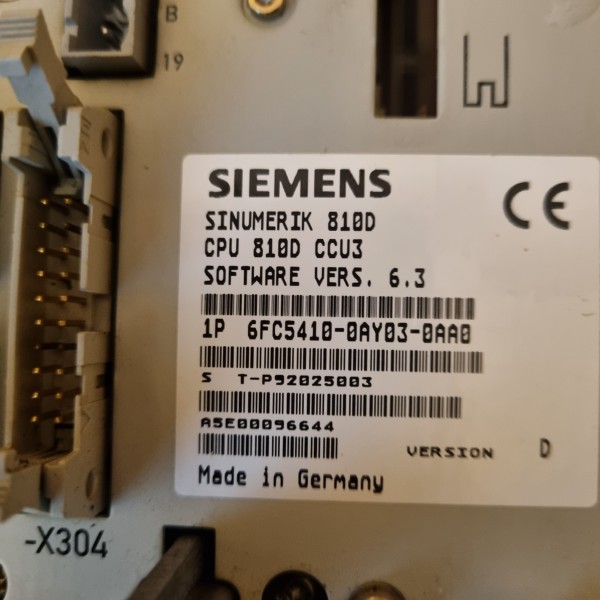 B
19
SIEMENS
CE
SINUMERIK 810D
CPU 810D CCU3
SOFTWARE VERS. 6.3
1P 6FC5410-0AY03-0AA0
S T-P92025003
A5E00096644
VERSION D
Made in Germany
-X304